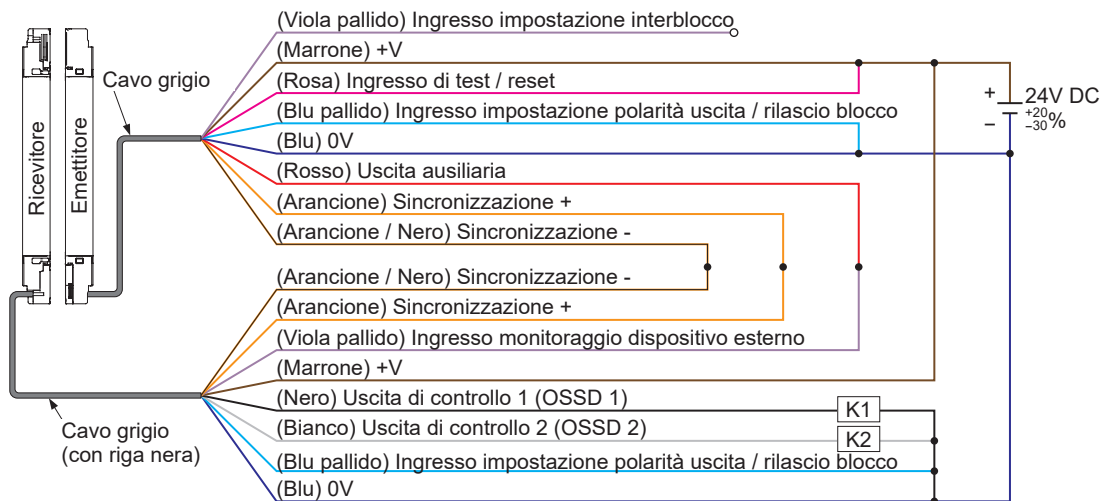 (Viola pallido) Ingresso impostazione interblocco
(Marrone) +V
Cavo grigio
(Rosa) Ingresso di test / reset
(Blu pallido) Ingresso impostazione polarità uscita / rilascio blocco
(Blu) 0V
(Rosso) Uscita ausiliaria
(Arancione) Sincronizzazione +
(Arancione / Nero) Sincronizzazione -
+
−
24V DC
+20
−30 %
Ricevitore
Emettitore
(Arancione / Nero) Sincronizzazione -
(Arancione) Sincronizzazione +
(Viola pallido) Ingresso monitoraggio dispositivo esterno
(Marrone) +V
(Nero) Uscita di controllo 1 (OSSD 1)
K1
(Bianco) Uscita di controllo 2 (OSSD 2)
K2
(Blu pallido) Ingresso impostazione polarità uscita / rilascio blocco
(Blu) 0V
Cavo grigio
(con riga nera)